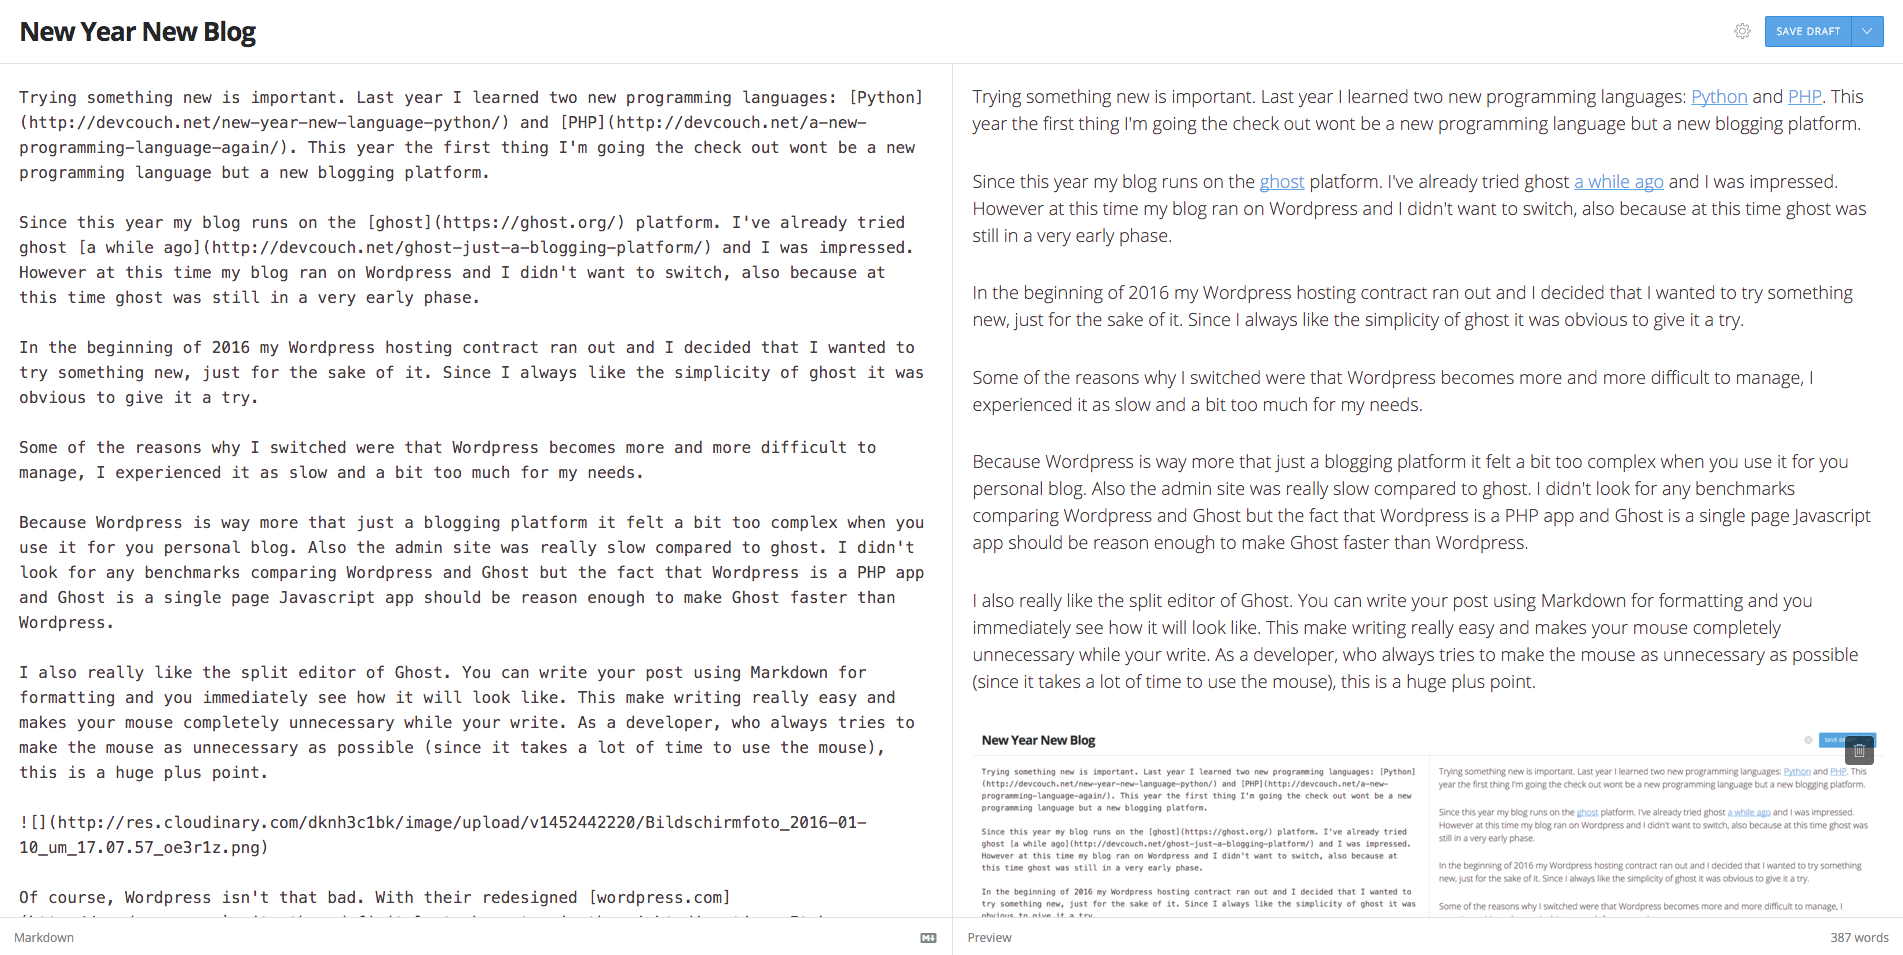 New Year New Blog
SAVE DRAFT
Trying something new is important. Last year I learned two new programming languages: [Python]
(http://devcouch.net/new-year-new-language-python/) and [PHP](http://devcouch.net/a-new-
programming-language-again/). This year the first thing I'm going the check out wont be a new
programming language but a new blogging platform.
Since this year my blog runs on the [ghost](https://ghost.org/) platform. I've already tried
ghost [a while ago](http://devcouch.net/ghost-just-a-blogging-platform/) and I was impressed.
However at this time my blog ran on Wordpress and I didn't want to switch, also because at
this time ghost was still in a very early phase.
In the beginning of 2016 my Wordpress hosting contract ran out and I decided that I wanted to
try something new, just for the sake of it. Since I always like the simplicity of ghost it was
obvious to give it a try.
Some of the reasons why I switched were that Wordpress becomes more and more difficult to
manage, I experienced it as slow and a bit too much for my needs.
Because Wordpress is way more that just a blogging platform it felt a bit too complex when you
use it for you personal blog. Also the admin site was really slow compared to ghost. I didn't
look for any benchmarks comparing Wordpress and Ghost but the fact that Wordpress is a PHP app
and Ghost is a single page Javascript app should be reason enough to make Ghost faster than
Wordpress.
I also really like the split editor of Ghost. You can write your post using Markdown for
formatting and you immediately see how it will look like. This make writing really easy and
makes your mouse completely unnecessary while your write. As a developer, who always tries to
make the mouse as unnecessary as possible (since it takes a lot of time to use the mouse),
this is a huge plus point.
![](http://res.cloudinary.com/dknh3c1bk/image/upload/v1452442220/Bildschirmfoto_2016-01-
10_um_17.07.57_oe3r1z.png)
Of course, Wordpress isn't that bad. With their redesigned [wordpress.com]
Markdown
Trying something new is important. Last year I learned two new programming languages: Python and PHP. This
year the first thing I'm going the check out wont be a new programming language but a new blogging platform.
Since this year my blog runs on the ghost platform. I've already tried ghost a while ago and I was impressed.
However at this time my blog ran on Wordpress and I didn't want to switch, also because at this time ghost was
still in a very early phase.
In the beginning of 2016 my Wordpress hosting contract ran out and I decided that I wanted to try something
new, just for the sake of it. Since I always like the simplicity of ghost it was obvious to give it a try.
Some of the reasons why I switched were that Wordpress becomes more and more difficult to manage, I
experienced it as slow and a bit too much for my needs.
Because Wordpress is way more that just a blogging platform it felt a bit too complex when you use it for you
personal blog. Also the admin site was really slow compared to ghost. I didn't look for any benchmarks
comparing Wordpress and Ghost but the fact that Wordpress is a PHP app and Ghost is a single page Javascript
app should be reason enough to make Ghost faster than Wordpress.
I also really like the split editor of Ghost. You can write your post using Markdown for formatting and you
immediately see how it will look like. This make writing really easy and makes your mouse completely
unnecessary while your write. As a developer, who always tries to make the mouse as unnecessary as possible
(since it takes a lot of time to use the mouse), this is a huge plus point.
New Year New Blog
Trying something new is important. Last year I learned two new programming languages: [Python]
(http://devcouch.net/new-year-new-language-python/) and [PHP](http://devcouch.net/a-new-
programming-language-again/). This year the first thing I'm going the check out wont be a new
programming language but a new blogging platform.
Since this year my blog runs on the [ghost](https://ghost.org/) platform. I've already tried
ghost [a while ago](http://devcouch.net/ghost-just-a-blogging-platform/) and I was impressed.
However at this time my blog ran on Wordpress and I didn't want to switch, also because at
this time ghost was still in a very early phase.
In the beginning of 2016 my Wordpress hosting contract ran out and I decided that I wanted to
try something new, just for the sake of it. Since I always like the simplicity of ghost it was
obvious to give it a try.
Trying something new is important. Last year I learned two new programming languages: Python and PHP. This
year the first thing I'm going the check out wont be a new programming language but a new blogging platform.
Since this year my blog runs on the ghost platform. I've already tried ghost a while ago and I was impressed.
However at this time my blog ran on Wordpress and I didn't want to switch, also because at this time ghost was
still in a very early phase.
In the beginning of 2016 my Wordpress hosting contract ran out and I decided that I wanted to try something
new, just for the sake of it. Since I always like the simplicity of ghost it was obvious to give it a try.
Some of the reasons why I switched were that Wordpress becomes more and more difficult to manage, I
Preview
387 words